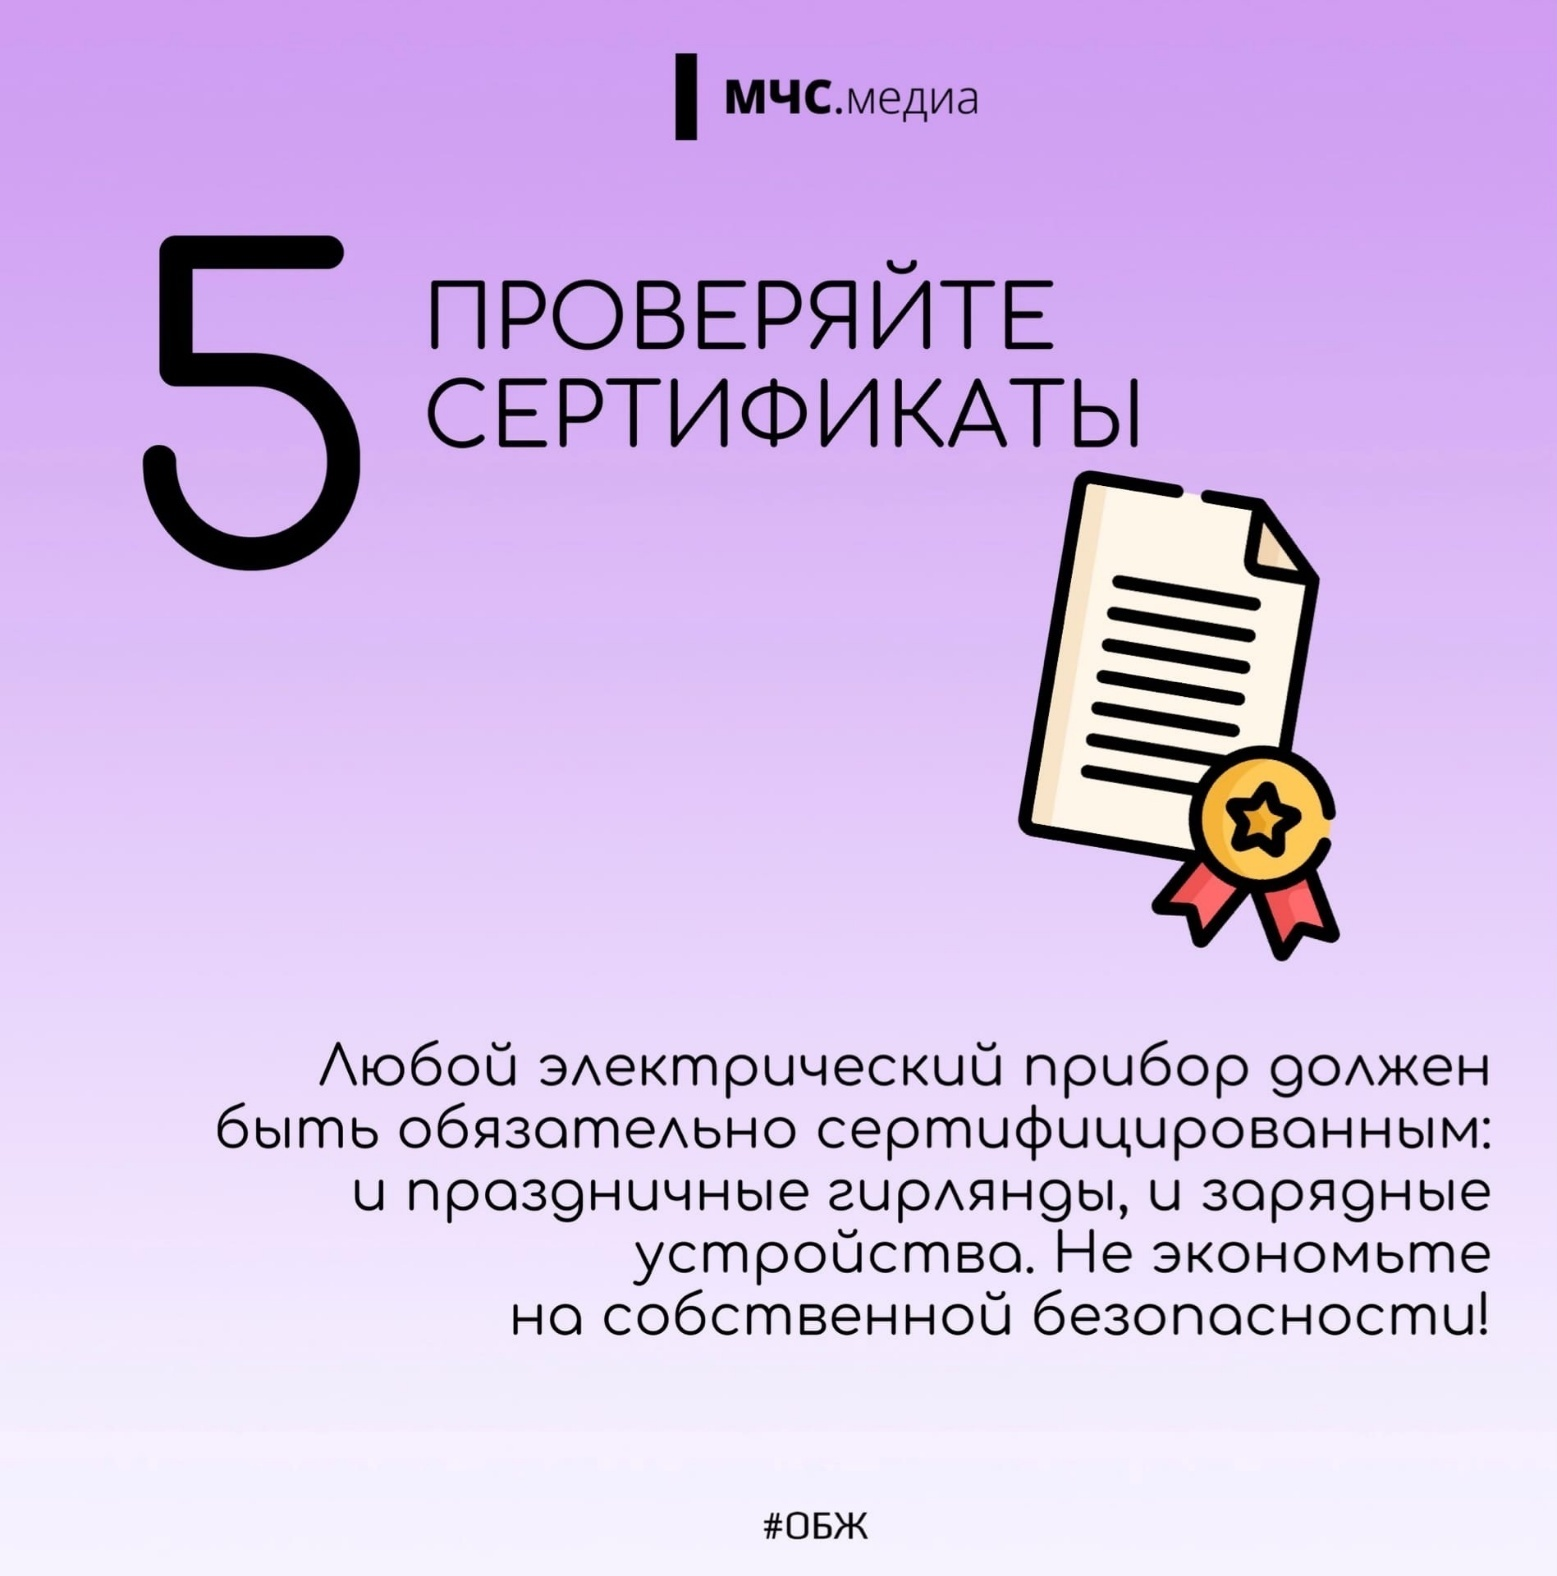 МЧС.медиа
5
ПРОВЕРЯЙТЕ
СЕРТИФИКАТЫ
Любой электрический прибор должен
быть обязательно сертифицированным:
и праздничные гирлянды, и зарядные
устройства. Не экономьте
на собственной безопасности!
#ОБЖ